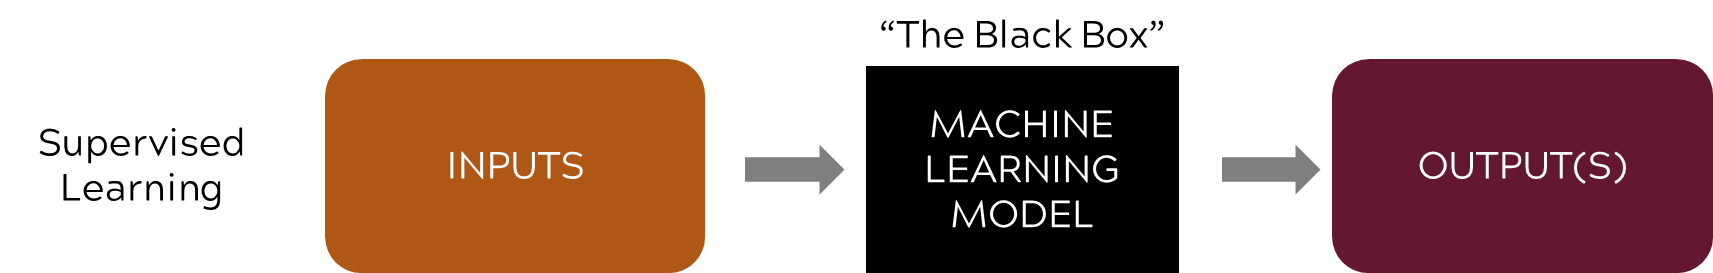 Supervised
Learning
INPUTS
“The Black Box”
MACHINE
LEARNING
MODEL
OUTPUT(S)